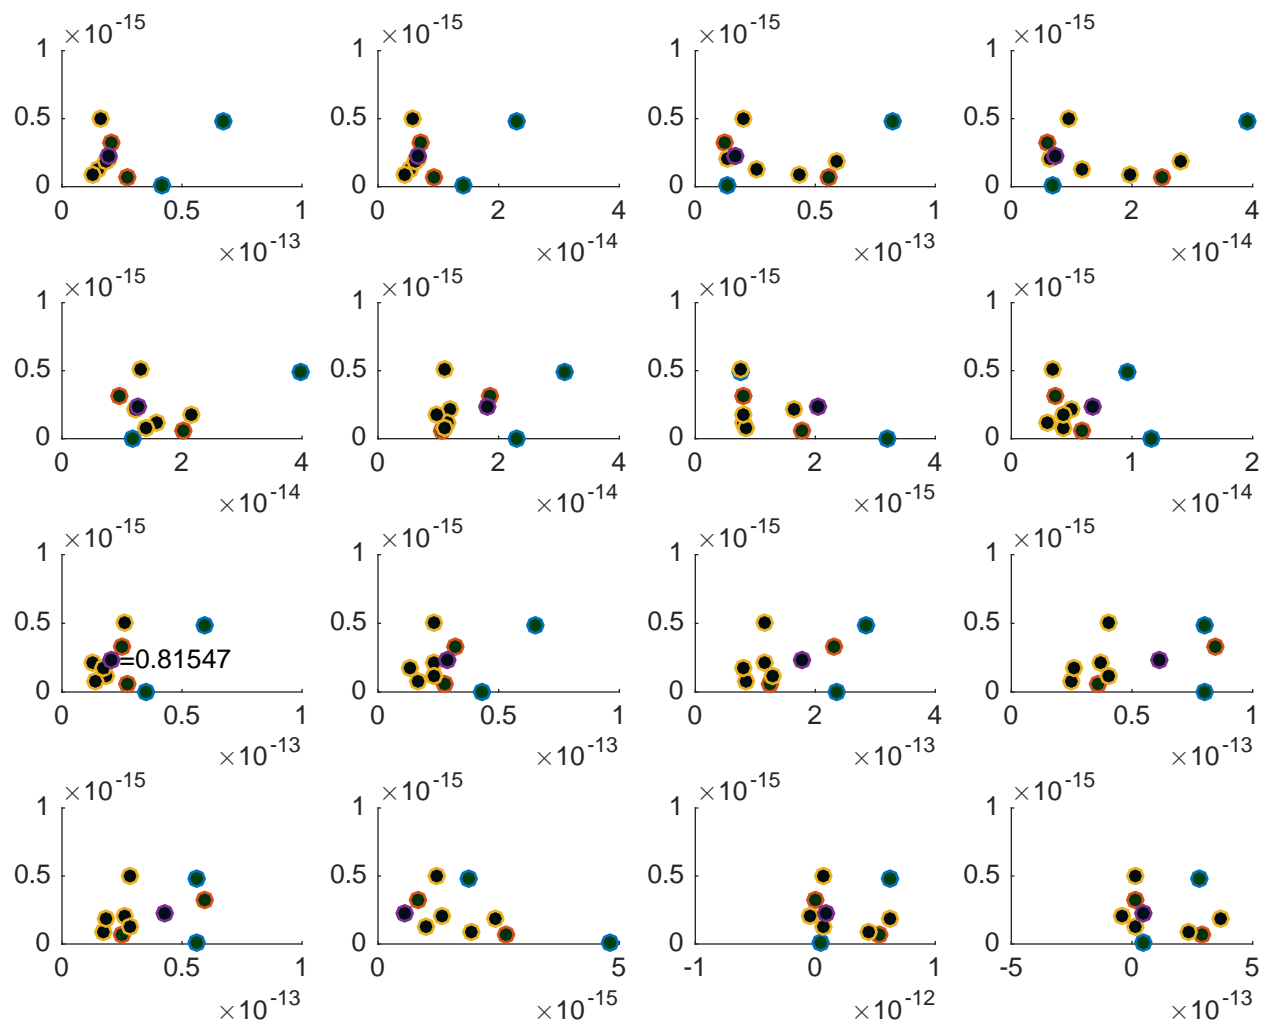 ×10-15 ×10-15 ×10-15 ×10-15
1 1 1 1
0.5 0.5 0.5 0.5
0 0 0 0
0 0.5 1 0 2 4 0 0.5 1 0 2 4
×10-13 ×10-14 ×10-13 ×10-14
×10-15 ×10-15 ×10-15 ×10-15
1 1 1 1
0.5 0.5 0.5 0.5
0 0 0 0
0 2 4 0 2 4 0 2 4 0 1 2
×10-14 ×10-14 ×10-15 ×10-14
×10-15 ×10-15 ×10-15 ×10-15
1 1 1 1
0.5 0.5 0.5 0.5
=0.81547
0 0 0 0
0 0.5 1 0 0.5 1 0 2 4 0 0.5 1
×10-13 ×10-13 ×10-13 ×10-13
×10-15 ×10-15 ×10-15 ×10-15
1 1 1 1
0.5 0.5 0.5 0.5
0 0 0 0
0 0.5 1 0 5 -1 0 1 -5 0 5
×10-13 ×10-15 ×10-12 ×10-13